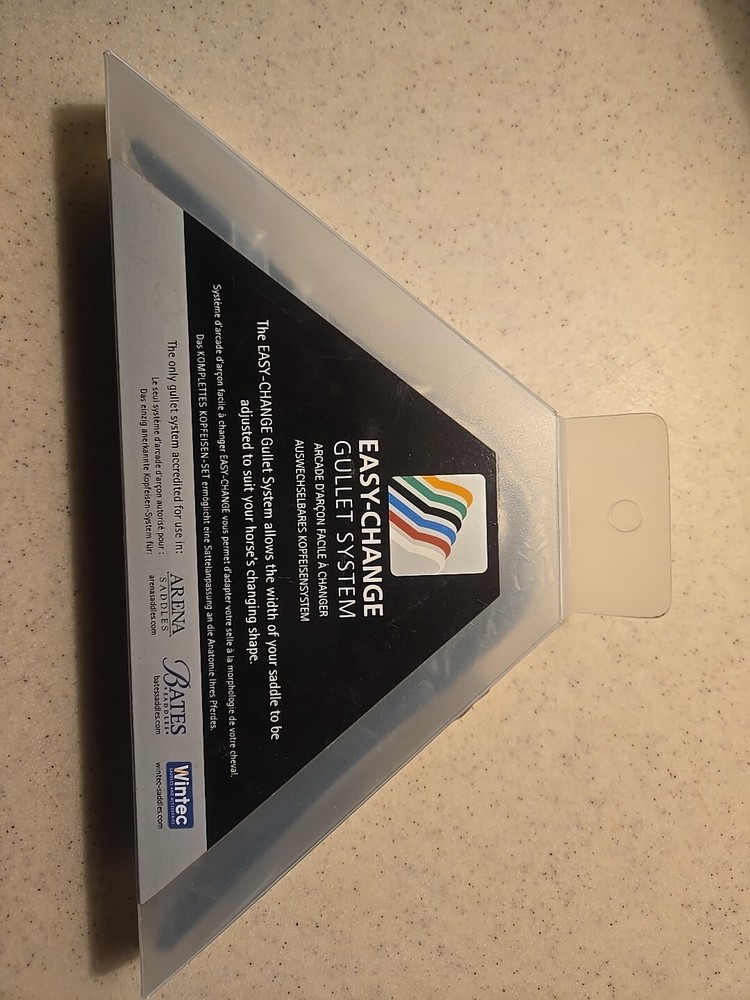 EASY-CHANGE
GULLET SYSTEM
ARCADE D'ARÇON FACILE À CHANGER
AUSWECHSELBARES KOPFEISENSYSTEM
The EASY-CHANGE Gullet System allows the width of your saddle to be
adjusted to suit your horse's changing shape.
Système d'arcade d'arçon facile à changer EASY-CHANGE vous permet d'adapter votre selle à la morphologie de votre cheval.
Das KOMPLETTES KOPFEISEN-SET ermöglicht eine Sattelanpassung an die Anatomie Ihres Pferdes.
The only gullet system accredited for use in:
Le seul système d'arcade d'arçon autorisé pour :
Das einzig anerkannte Kopfeisen-System für:
ARENA
SADDLES
arenasaddles.com
BATES
SADDLES
batessaddles.com
Wintec
SADDLES AND ACCESSORIES
wintec-saddles.com